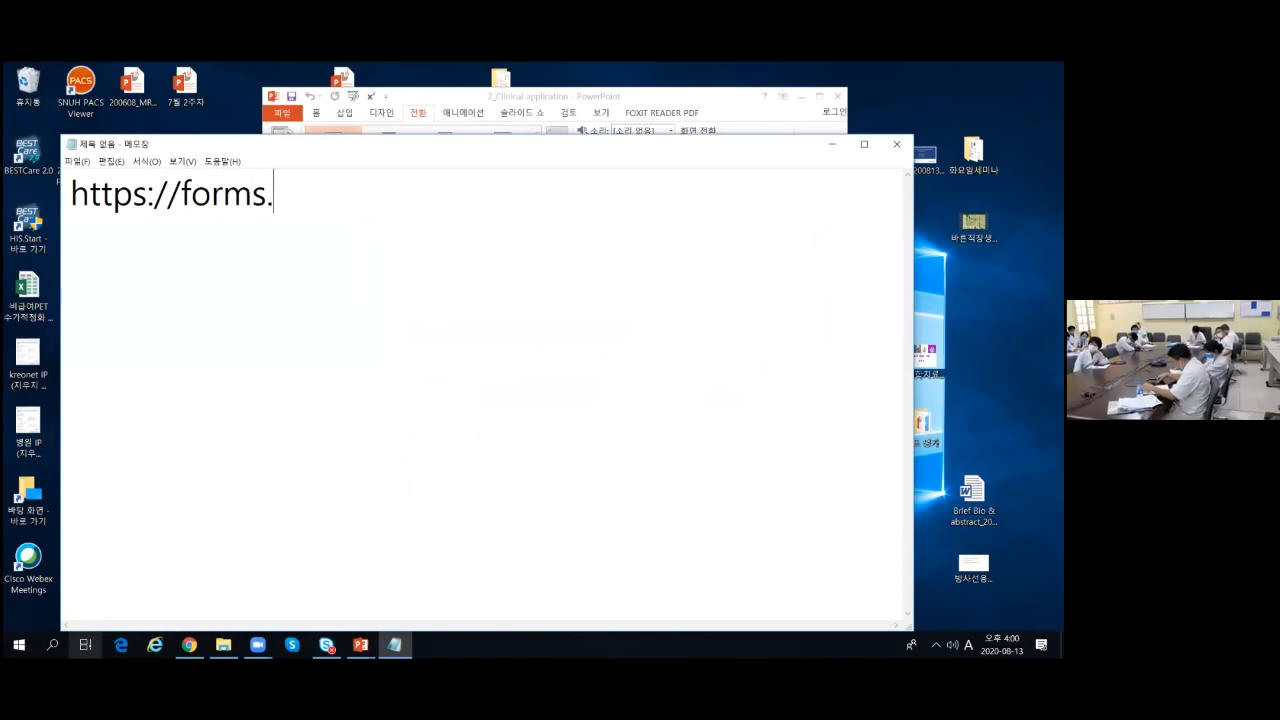 휴지통
SNUH PACS
Viewer
200608_MR...
7월 2주차
2_Clinical application - PowerPoint
파일 홈 삽입 디자인 전환 애니메이션 슬라이드 쇼 검토 보기 FOXIT READER PDF 로그인
소리: [소리 없음] 화면 전환
제목 없음 - 메모장
파일(F) 편집(E) 서식(O) 보기(V) 도움말(H)
https://forms.
BESTCare 2.0
HIS.Start -
바로 가기
비급여PET
수가적정화 ...
kreonet IP
(지우지 ...
병원 IP
(지우...
바탕 화면 -
바로 가기
Cisco Webex
Meetings
200813...
화요암세미나
바른직장생...
Brief Bio &
abstract_20...
방사선응...
오후 4:00
2020-08-13
A